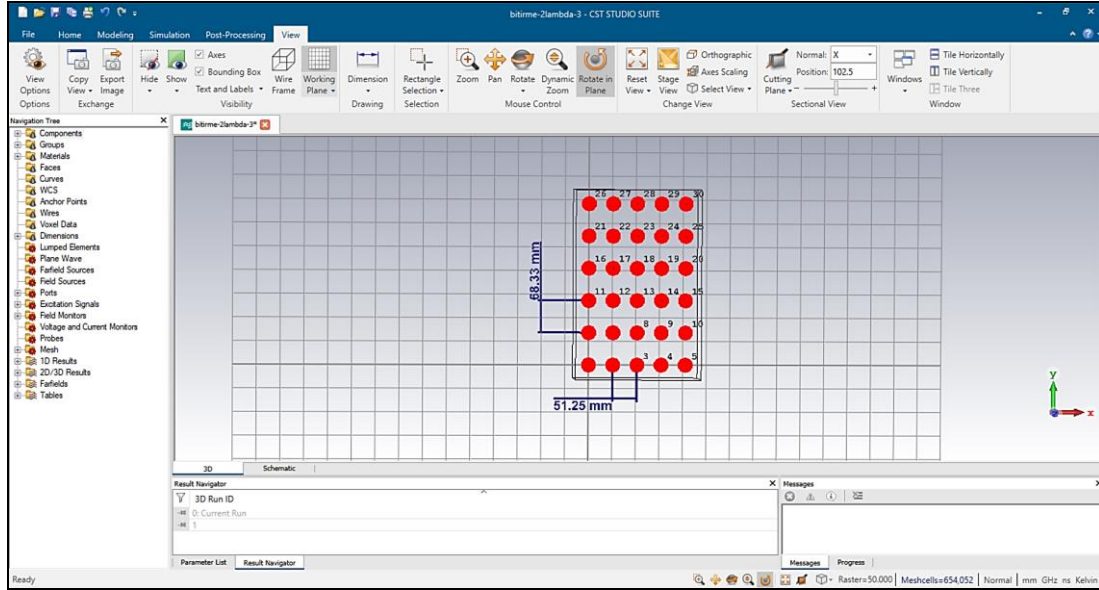 bitirme-2lambda-3 - CST STUDIO SUITE
File Home Modeling Simulation Post-Processing View
View Options
Copy View
Export Image
Hide Show
Axes
Bounding Box
Text and Labels
Wire Frame
Working Plane
Dimension
Rectangle Selection
Zoom Pan Rotate Dynamic Zoom Rotate in Plane
Reset View
Stage View
Orthographic
Axes Scaling
Select View
Cutting Plane
Normal: X
Position: 102.5
Windows
Tile Horizontally
Tile Vertically
Tile Three
Options Exchange Visibility Drawing Selection Mouse Control Change View Sectional View Window
Navigation Tree
Components
Groups
Materials
Faces
Curves
WCS
Anchor Points
Wires
Voxel Data
Dimensions
Lumped Elements
Plane Wave
Farfield Sources
Field Sources
Ports
Excitation Signals
Field Monitors
Voltage and Current Monitors
Probes
Mesh
1D Results
2D/3D Results
Farfields
Tables
bitirme-2lambda-3*
26 27 28 29 30
21 22 23 24 25
16 17 18 19 20
11 12 13 14 15
8 9 10
3 4 5
68.33 mm
51.25 mm
y
x
3D Schematic
Result Navigator
3D Run ID
0: Current Run
1
Parameter List Result Navigator
Messages
Messages Progress
Ready
Raster=50.000 Meshcells=654,052 Normal mm GHz ns Kelvin